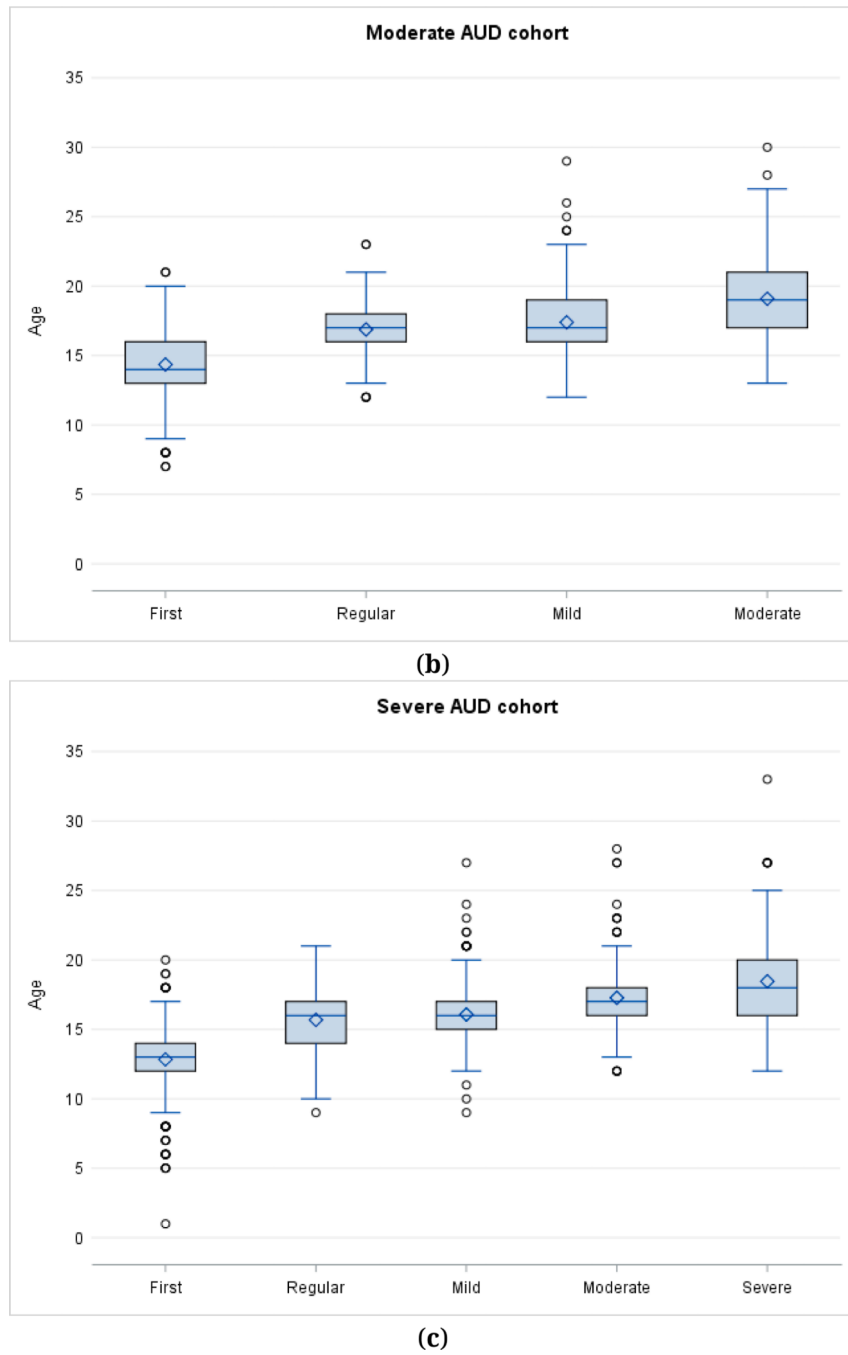 Moderate AUD cohort
35
30
25
20
15
10
5
0
Age
First Regular Mild Moderate
(b)
Severe AUD cohort
35
30
25
20
15
10
5
0
Age
First Regular Mild Moderate Severe
(c)